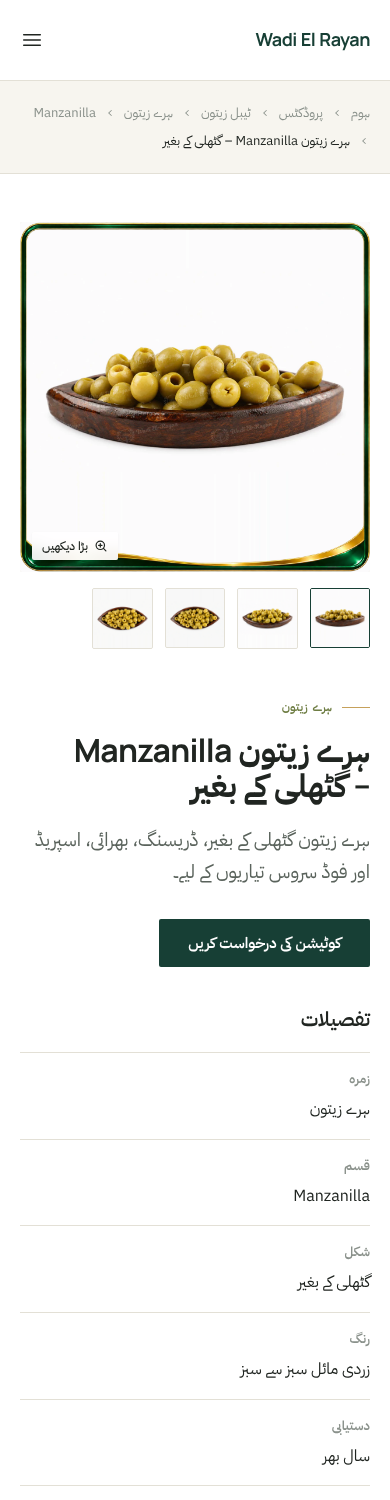 Wadi El Rayan
ہوم › پروڈکٹس › ٹیبل زیتون › ہرے زیتون › Manzanilla
› ہرے زیتون Manzanilla – گٹھلی کے بغیر
بڑا دیکھیں
ہرے زیتون
ہرے زیتون Manzanilla
– گٹھلی کے بغیر
ہرے زیتون گٹھلی کے بغیر، ڈریسنگ، بھرائی، اسپریڈ
اور فوڈ سروس تیاریوں کے لیے۔
کوٹیشن کی درخواست کریں
تفصیلات
زمرہ
ہرے زیتون
قسم
Manzanilla
شکل
گٹھلی کے بغیر
رنگ
زردی مائل سبز سے سبز
دستیابی
سال بھر